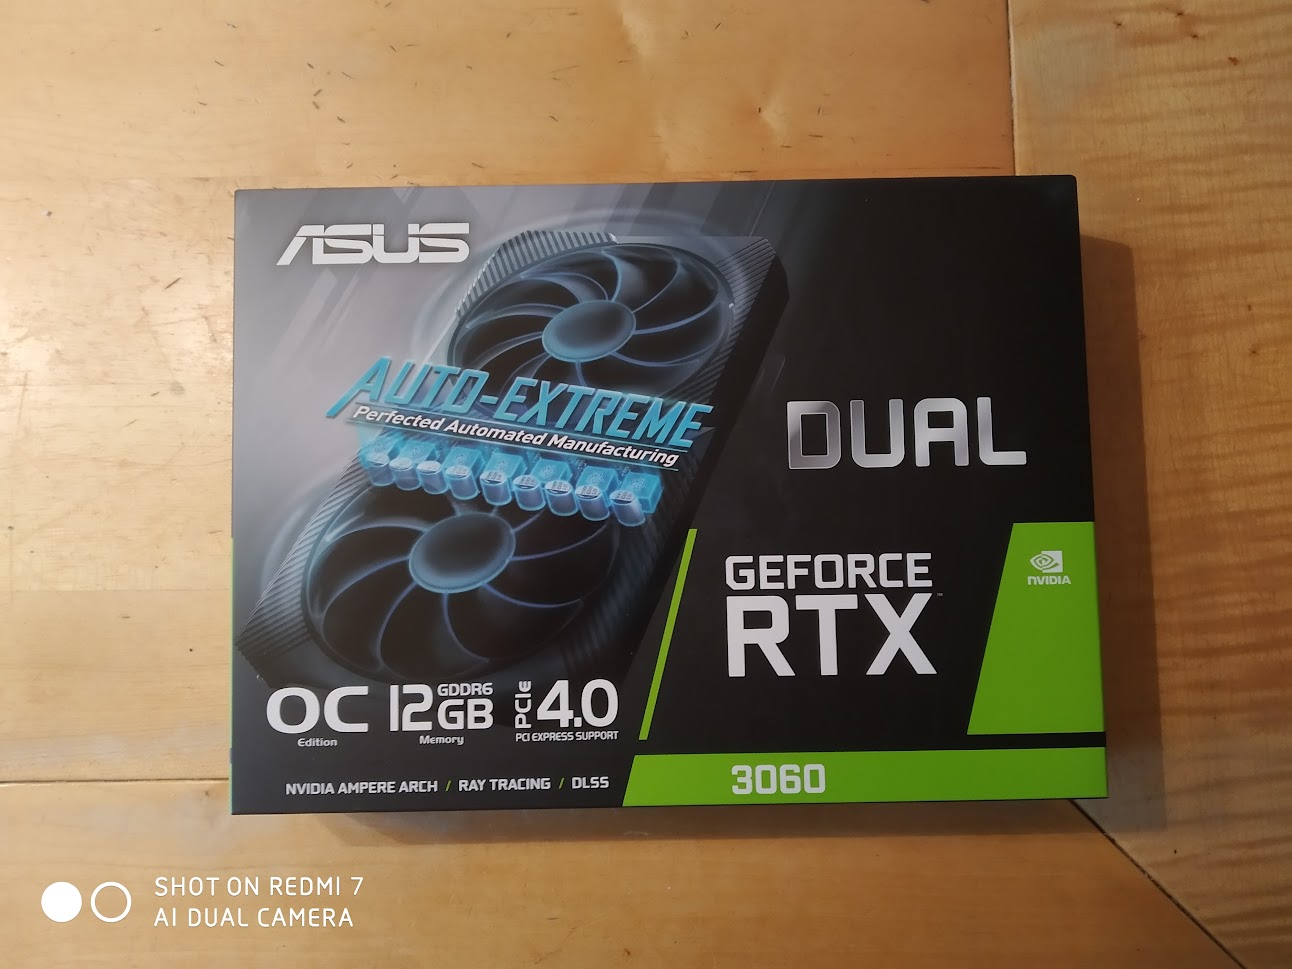 ASUS
AUTO-EXTREME
Perfected Automated Manufacturing
DUAL
GEFORCE
RTX™
NVIDIA
OC
Edition
12GB
GDDR6
Memory
PCIe 4.0
PCI EXPRESS SUPPORT
NVIDIA AMPERE ARCH / RAY TRACING / DLSS
3060
SHOT ON REDMI 7
AI DUAL CAMERA